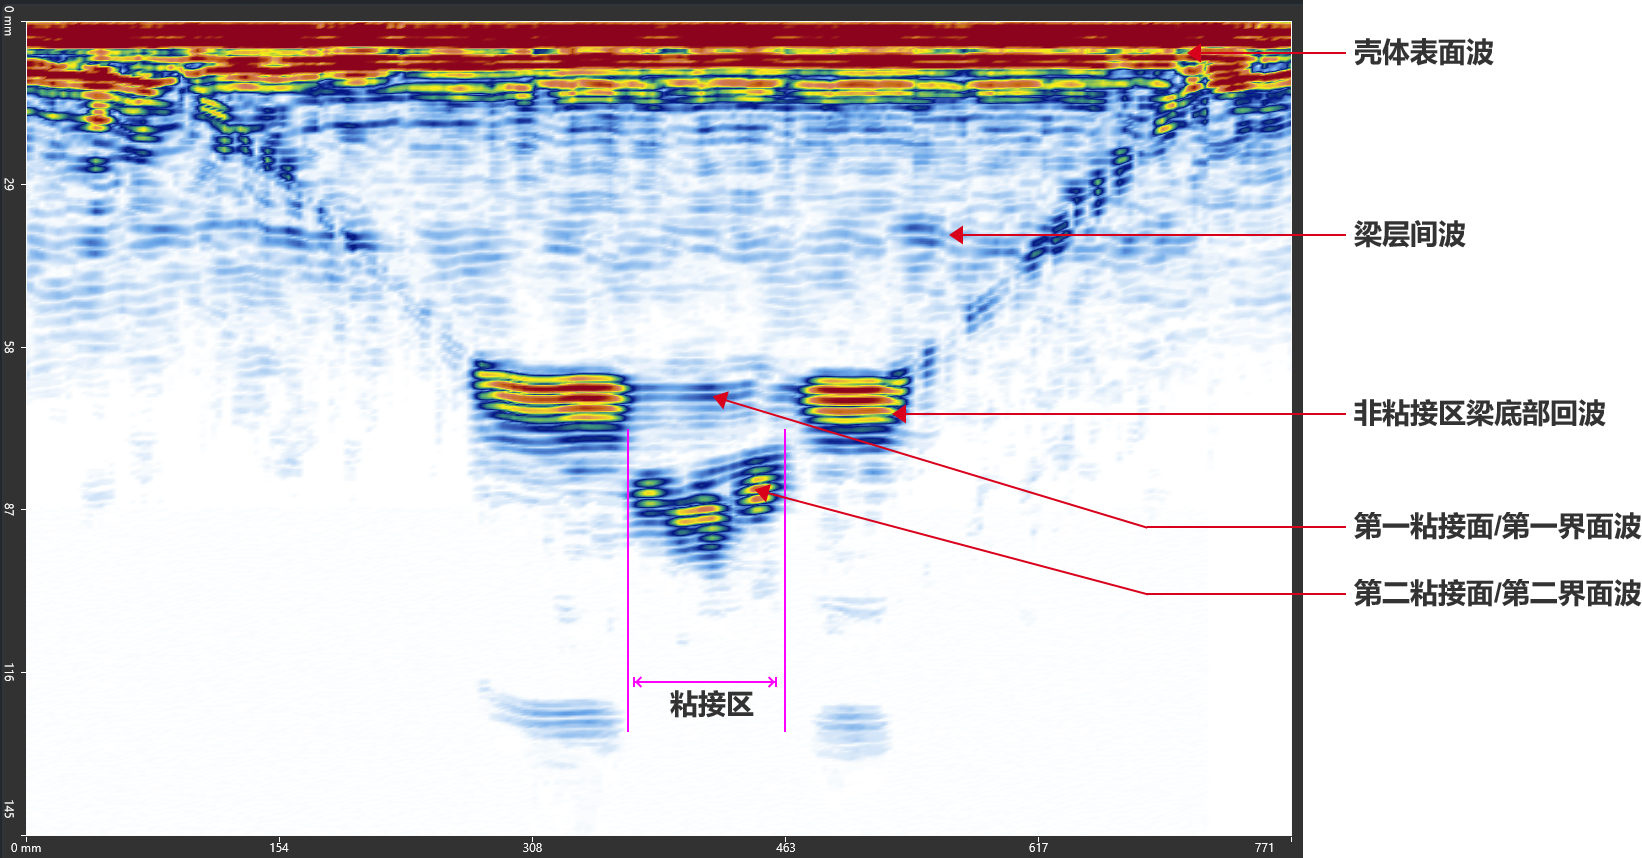 0 mm
29
58
87
116
145
0 mm
154
308
463
617
771
壳体表面波
梁层间波
非粘接区梁底部回波
第一粘接面/第一界面波
第二粘接面/第二界面波
粘接区